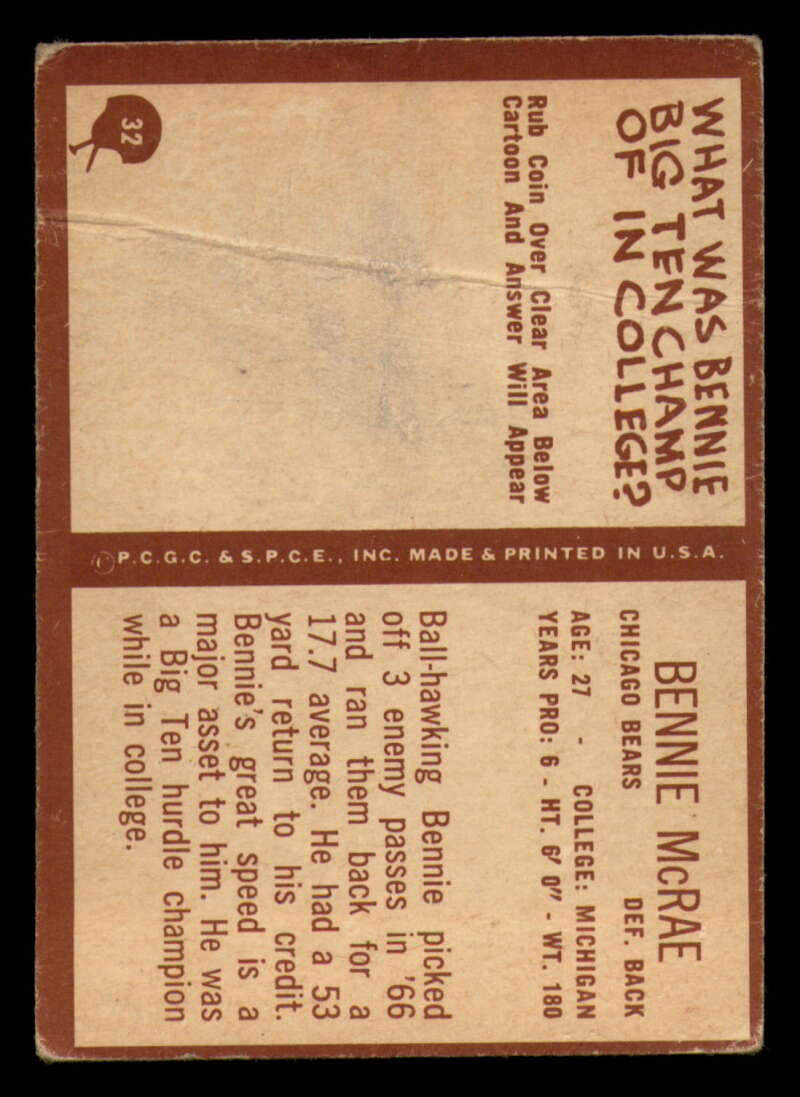 WHAT WAS BENNIE
BIG TEN CHAMP
OF IN COLLEGE?
Rub Coin Over Clear Area Below
Cartoon And Answer Will Appear
32
©P.C.G.C. & S.P.C.E., INC. MADE & PRINTED IN U.S.A.
BENNIE McRAE
CHICAGO BEARS DEF. BACK
AGE: 27 - COLLEGE: MICHIGAN
YEARS PRO: 6 - HT. 6' 0" - WT. 180
Ball-hawking Bennie picked
off 3 enemy passes in '66
and ran them back for a
17.7 average. He had a 53
yard return to his credit.
Bennie's great speed is a
major asset to him. He was
a Big Ten hurdle champion
while in college.